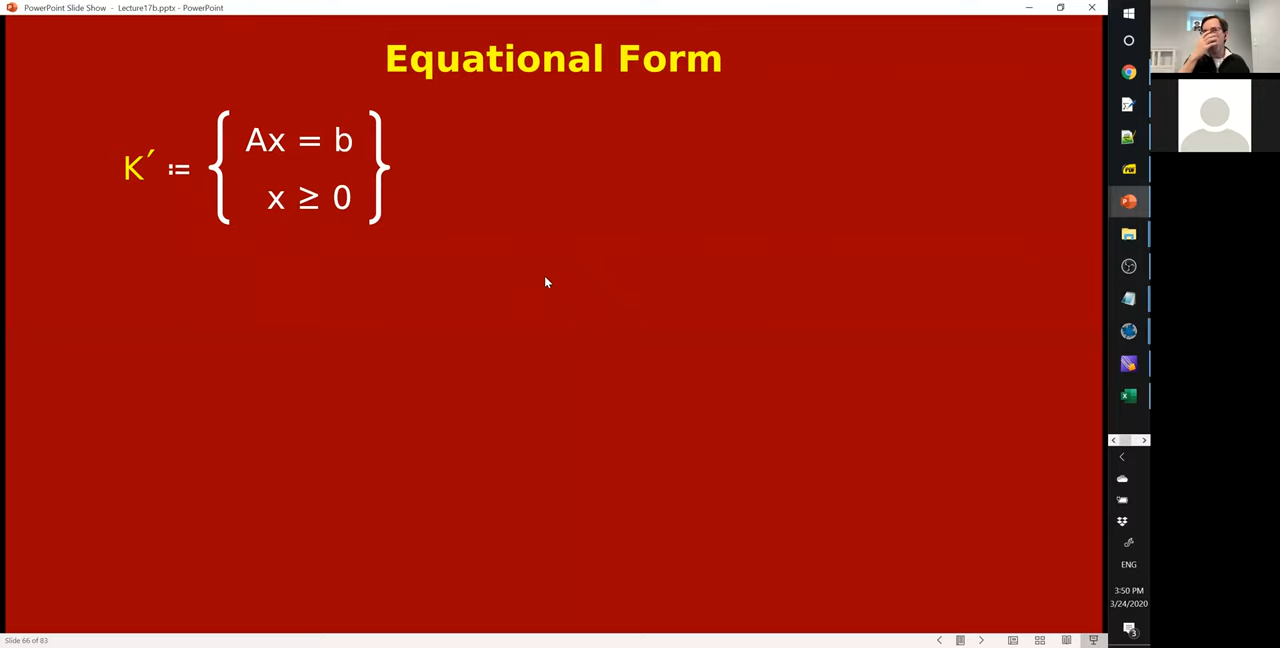 PowerPoint Slide Show - Lecture17b.pptx - PowerPoint
Equational Form
K′ ≔ { Ax = b
x ≥ 0 }
ENG
3:50 PM
3/24/2020
3
Slide 66 of 83